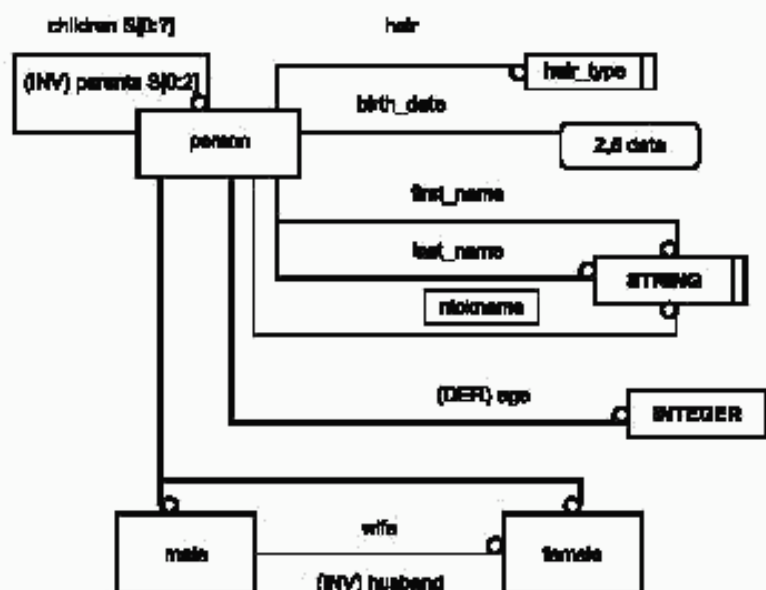 children S[0:?]
hair
(INV) parents S[0:2]
hair_type
birth_date
person
2,6 date
first_name
last_name
STRING
nickname
(DER) age
INTEGER
wife
male
female
(INV) husband